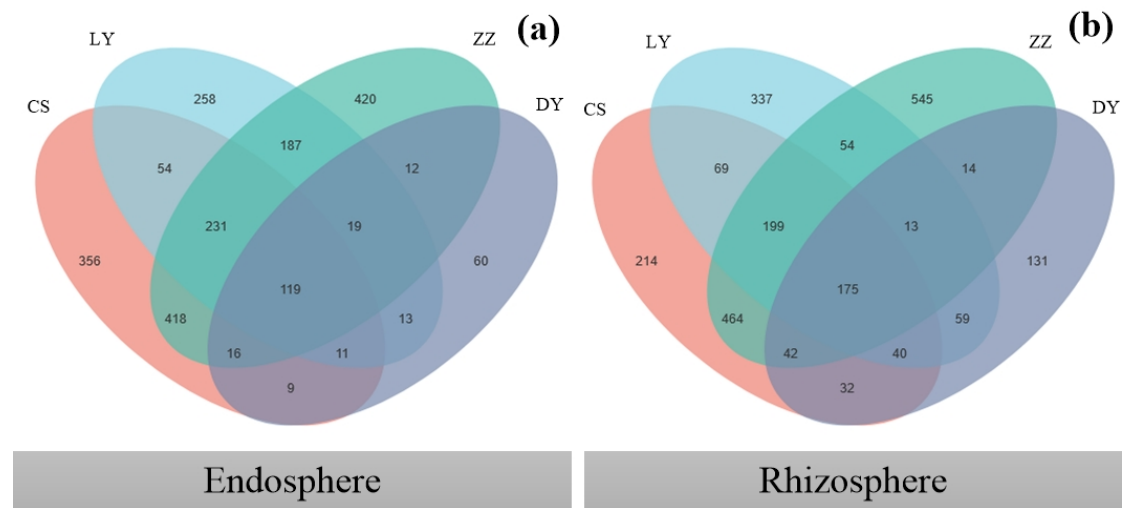 (a)
LY
ZZ
CS
DY
258
420
187
54
12
231
19
356
60
119
418
13
16
11
9
Endosphere
(b)
LY
ZZ
CS
DY
337
545
54
69
14
199
13
214
131
175
464
59
42
40
32
Rhizosphere